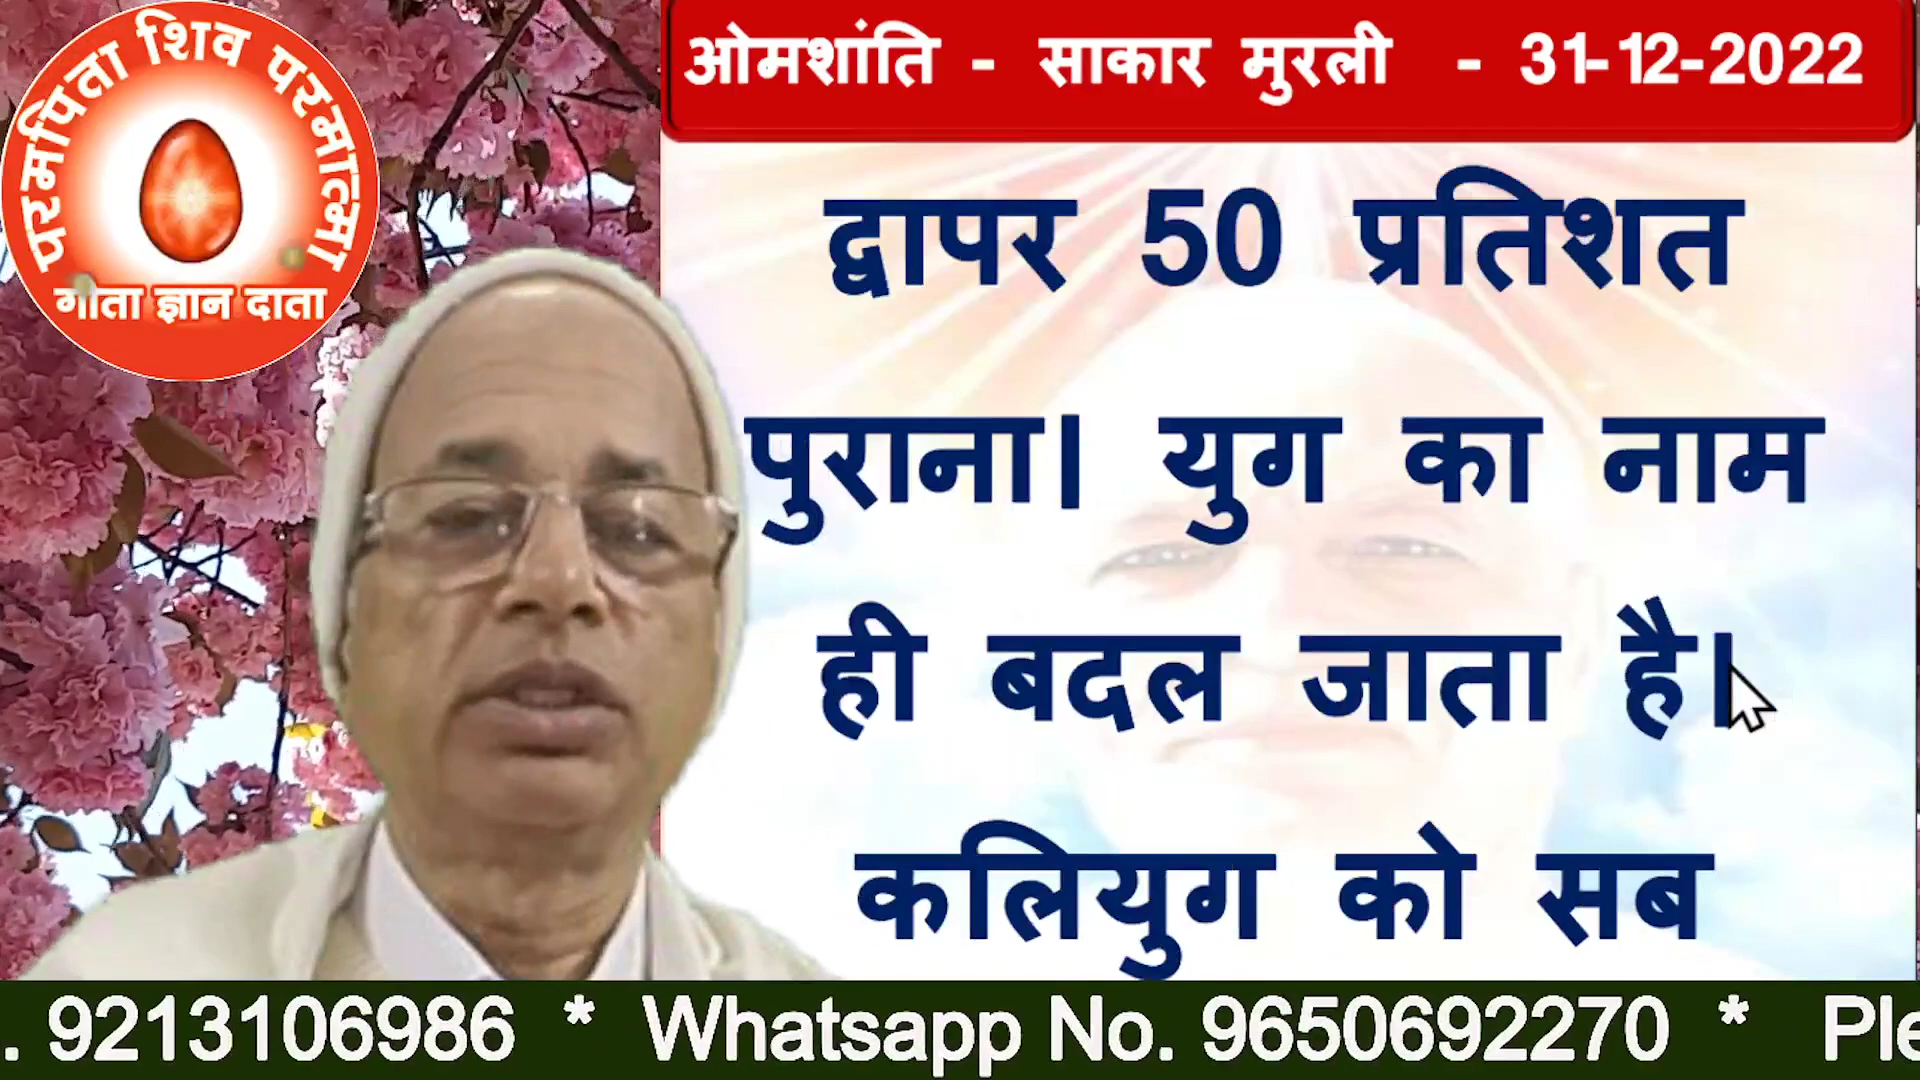 परमपिता शिव परमात्मा
गीता ज्ञान दाता
ओमशांति - साकार मुरली - 31-12-2022
द्वापर 50 प्रतिशत
पुराना। युग का नाम
ही बदल जाता है।
कलियुग को सब
. 9213106986 * Whatsapp No. 9650692270 * Ple